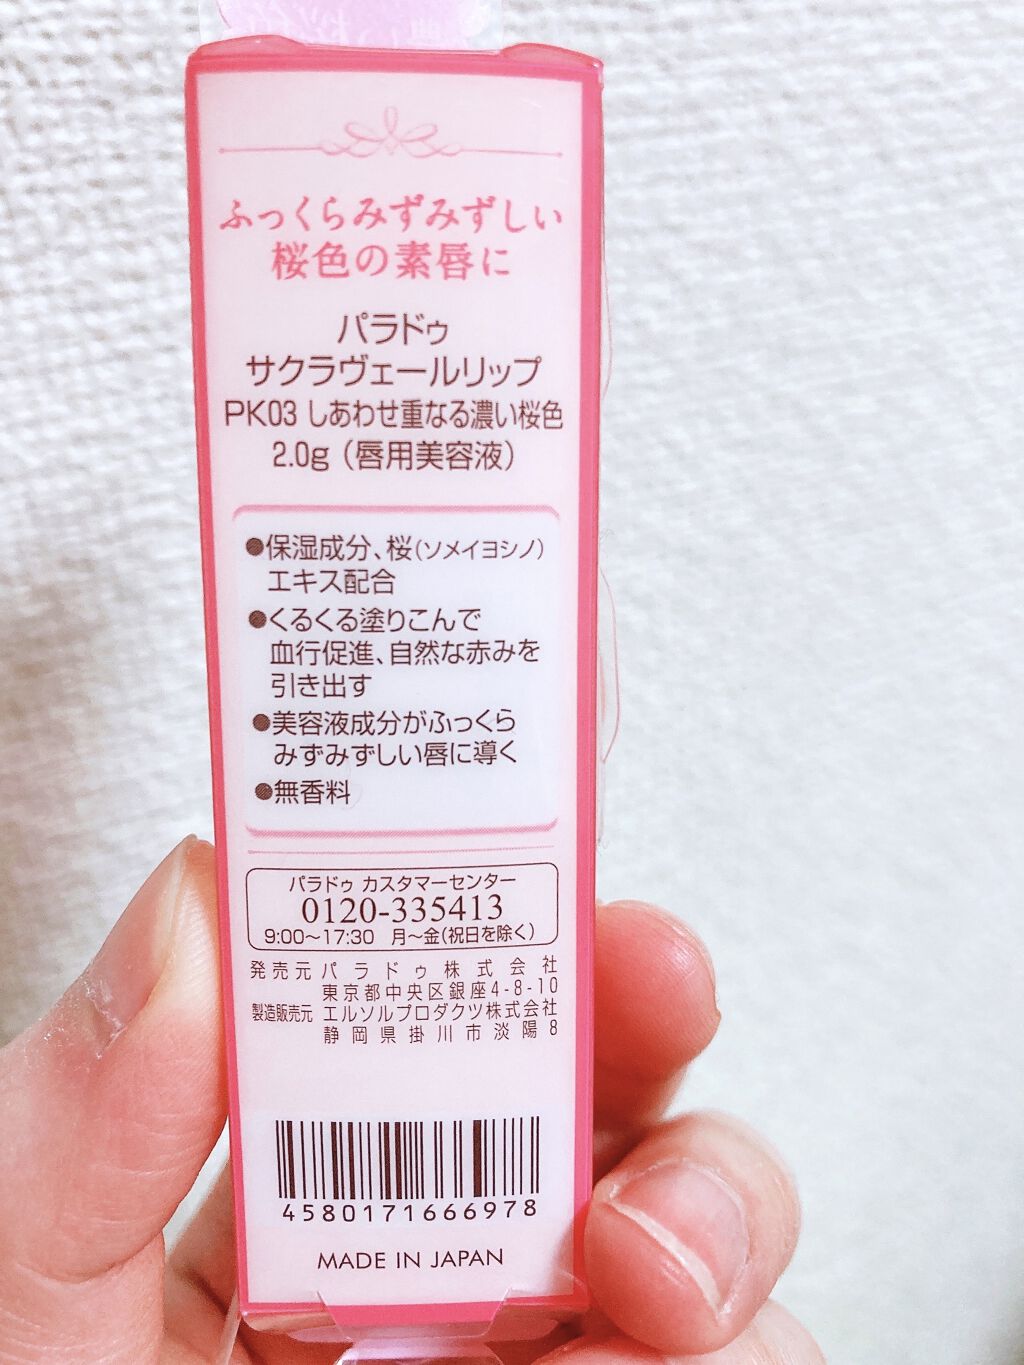 ふっくらみずみずしい
桜色の素唇に
パラドゥ
サクラヴェールリップ
PK03 しあわせ重なる濃い桜色
2.0g（唇用美容液）
●保湿成分、桜（ソメイヨシノ）
エキス配合
●くるくる塗りこんで
血行促進、自然な赤みを
引き出す
●美容液成分がふっくら
みずみずしい唇に導く
●無香料
パラドゥ カスタマーセンター
0120-335413
9:00〜17:30 月〜金（祝日を除く）
発売元 パラドゥ株式会社
東京都中央区銀座4-8-10
製造販売元 エルソルプロダクツ株式会社
静岡県掛川市淡陽8
4580171666978
MADE IN JAPAN